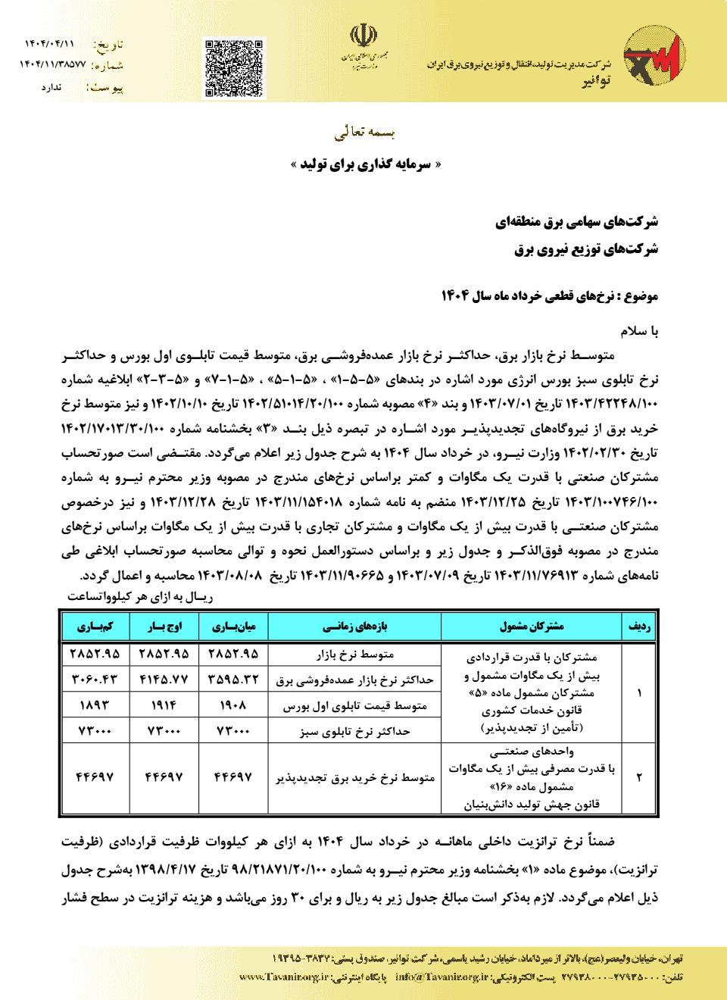 شرکت مدیریت تولید، انتقال و توزیع نیروی برق ایران
توانیر
جمهوری اسلامی ایران
وزارت نیرو
تاریخ: ۱۴۰۴/۰۴/۱۱
شماره: ۱۴۰۴/۱۱/۳۸۵۷۷
پیوست: ندارد
بسمه تعالی
« سرمایه گذاری برای تولید »
شرکت‌های سهامی برق منطقه‌ای
شرکت‌های توزیع نیروی برق
موضوع : نرخ‌های قطعی خرداد ماه سال ۱۴۰۴
با سلام
متوسط نرخ بازار برق، حداکثر نرخ بازار عمده‌فروشی برق، متوسط قیمت تابلوی اول بورس و حداکثر
نرخ تابلوی سبز بورس انرژی مورد اشاره در بندهای «۵-۵-۱» ، «۵-۱-۵» ، «۵-۱-۷» و «۵-۳-۲» ابلاغیه شماره
۱۴۰۳/۴۲۲۴۸/۱۰۰ تاریخ ۱۴۰۳/۰۷/۰۱ و بند «۴» مصوبه شماره ۱۴۰۲/۵۱۰۱۴/۲۰/۱۰۰ تاریخ ۱۴۰۲/۱۰/۱۰ و نیز متوسط نرخ
خرید برق از نیروگاه‌های تجدیدپذیر مورد اشاره در تبصره ذیل بند «۳» بخشنامه شماره ۱۴۰۲/۱۷۰۱۳/۳۰/۱۰۰
تاریخ ۱۴۰۲/۰۲/۳۰ وزارت نیرو، در خرداد سال ۱۴۰۴ به شرح جدول زیر اعلام می‌گردد. مقتضی است صورتحساب
مشترکان صنعتی با قدرت یک مگاوات و کمتر براساس نرخ‌های مندرج در مصوبه وزیر محترم نیرو به شماره
۱۴۰۳/۱۰۰۷۴۶/۱۰۰ تاریخ ۱۴۰۳/۱۲/۲۵ منضم به نامه شماره ۱۴۰۳/۱۱/۱۵۴۰۱۸ تاریخ ۱۴۰۳/۱۲/۲۸ و نیز درخصوص
مشترکان صنعتی با قدرت بیش از یک مگاوات و مشترکان تجاری با قدرت بیش از یک مگاوات براساس نرخ‌های
مندرج در مصوبه فوق‌الذکر و جدول زیر و براساس دستورالعمل نحوه و توالی محاسبه صورتحساب ابلاغی طی
نامه‌های شماره ۱۴۰۳/۱۱/۷۶۹۱۳ تاریخ ۱۴۰۳/۰۷/۰۹ و ۱۴۰۳/۱۱/۹۰۶۶۵ تاریخ ۱۴۰۳/۰۸/۰۸ محاسبه و اعمال گردد.
ریال به ازای هر کیلوواتساعت
ردیف مشترکان مشمول بازه‌های زمانی میان‌باری اوج بار کم‌باری
۱
مشترکان با قدرت قراردادی
بیش از یک مگاوات مشمول و
مشترکان مشمول ماده «۵»
قانون خدمات کشوری
(تأمین از تجدیدپذیر)
متوسط نرخ بازار ۲۸۵۲.۹۵ ۲۸۵۲.۹۵ ۲۸۵۲.۹۵
حداکثر نرخ بازار عمده‌فروشی برق ۳۵۹۵.۳۲ ۴۱۴۵.۷۷ ۳۰۶۰.۴۳
متوسط قیمت تابلوی اول بورس ۱۹۰۸ ۱۹۱۴ ۱۸۹۳
حداکثر نرخ تابلوی سبز ۷۳۰۰۰ ۷۳۰۰۰ ۷۳۰۰۰
۲
واحدهای صنعتی
با قدرت مصرفی بیش از یک مگاوات
مشمول ماده «۱۶»
قانون جهش تولید دانش‌بنیان
متوسط نرخ خرید برق تجدیدپذیر ۴۴۶۹۷ ۴۴۶۹۷ ۴۴۶۹۷
ضمناً نرخ ترانزیت داخلی ماهانه در خرداد سال ۱۴۰۴ به ازای هر کیلووات ظرفیت قراردادی (ظرفیت
ترانزیت)، موضوع ماده «۱» بخشنامه وزیر محترم نیرو به شماره ۹۸/۲۱۸۷۱/۲۰/۱۰۰ تاریخ ۱۳۹۸/۴/۱۷ به‌شرح جدول
ذیل اعلام می‌گردد. لازم به‌ذکر است مبالغ جدول زیر به ریال و برای ۳۰ روز می‌باشد و هزینه ترانزیت در سطح فشار
تهران، خیابان ولیعصر(عج)، بالاتر از میرداماد، خیابان رشید یاسمی، شرکت توانیر، صندوق پستی: ۳۸۳۷-۱۹۳۹۵
تلفن: ۲۷۹۳۵۰۰۰-۲۷۹۳۸۰۰۰ پست الکترونیکی: info@Tavanir.org.ir پایگاه اینترنتی: www.Tavanir.org.ir